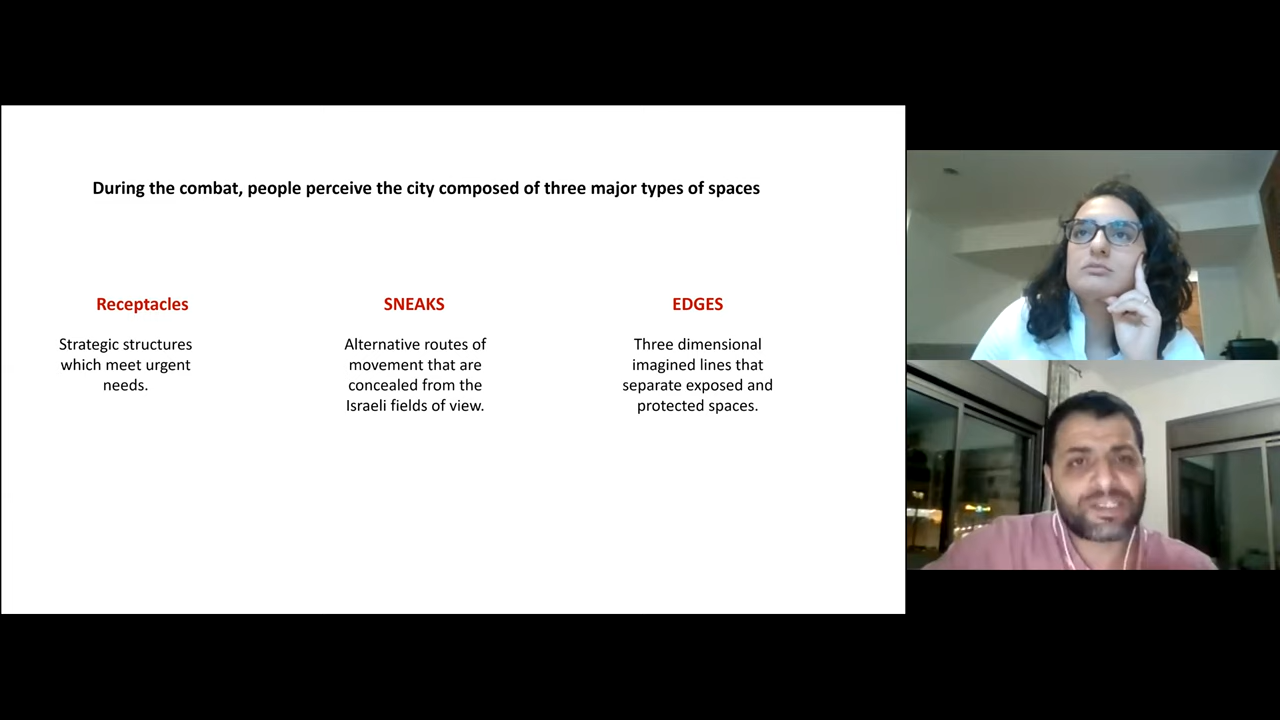 During the combat, people perceive the city composed of three major types of spaces
Receptacles
Strategic structures
which meet urgent
needs.
SNEAKS
Alternative routes of
movement that are
concealed from the
Israeli fields of view.
EDGES
Three dimensional
imagined lines that
separate exposed and
protected spaces.